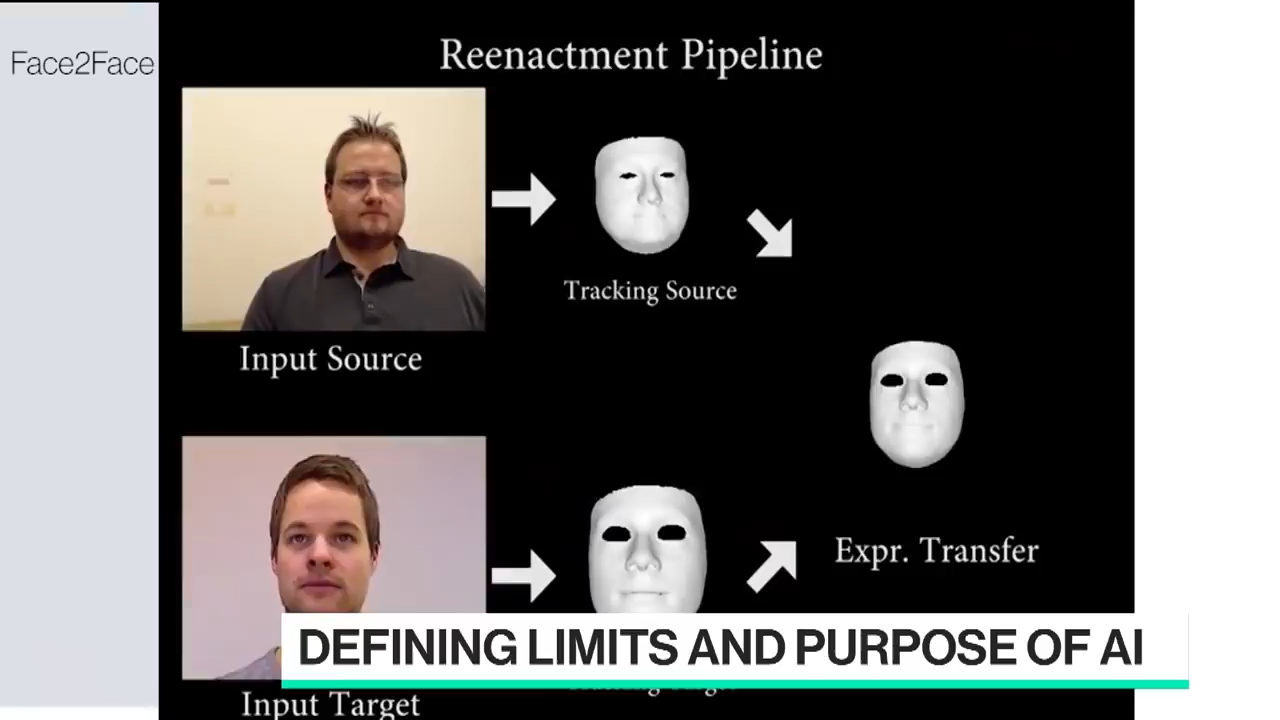 Face2Face
Reenactment Pipeline
Tracking Source
Input Source
Expr. Transfer
DEFINING LIMITS AND PURPOSE OF AI
Input Target